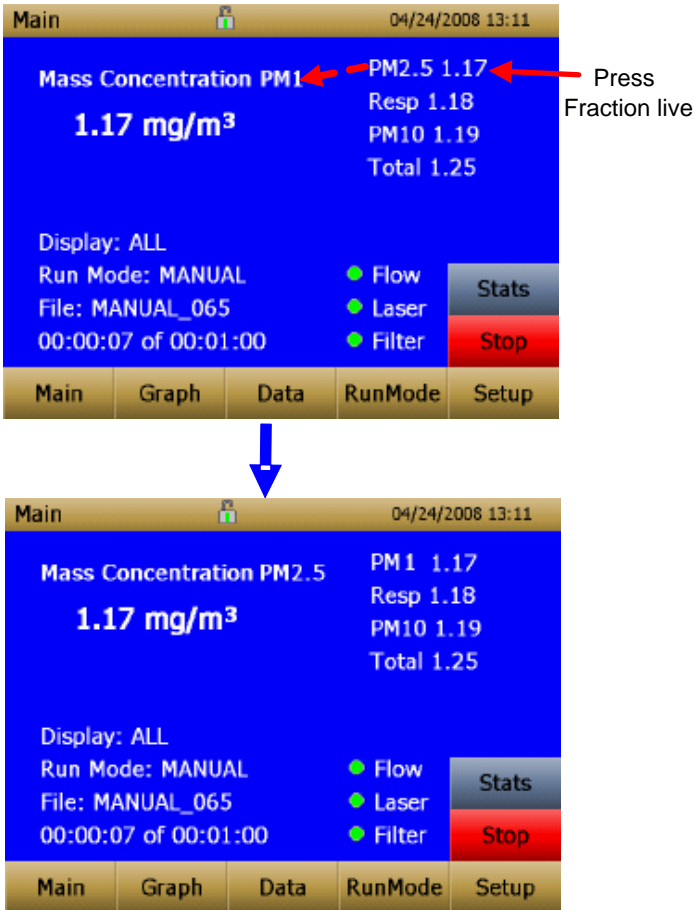 Main 04/24/2008 13:11
Mass Concentration PM1
1.17 mg/m³
PM2.5 1.17
Resp 1.18
PM10 1.19
Total 1.25
Press
Fraction live
Display: ALL
Run Mode: MANUAL
File: MANUAL_065
00:00:07 of 00:01:00
Flow
Laser
Filter
Stats
Stop
Main Graph Data RunMode Setup
Main 04/24/2008 13:11
Mass Concentration PM2.5
1.17 mg/m³
PM1 1.17
Resp 1.18
PM10 1.19
Total 1.25
Display: ALL
Run Mode: MANUAL
File: MANUAL_065
00:00:07 of 00:01:00
Flow
Laser
Filter
Stats
Stop
Main Graph Data RunMode Setup